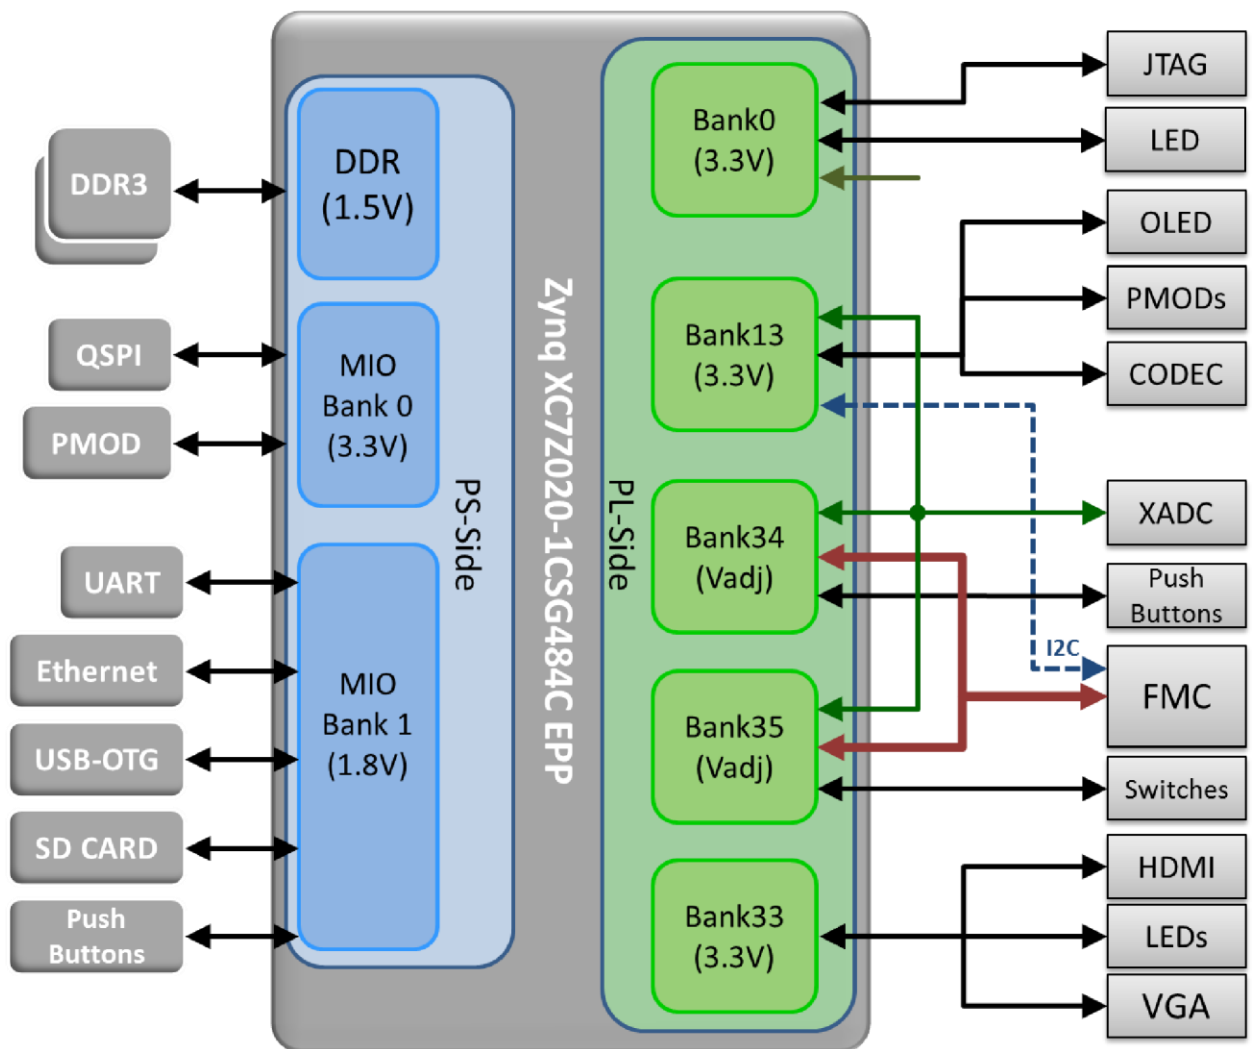 DDR3
QSPI
PMOD
UART
Ethernet
USB-OTG
SD CARD
Push
Buttons
DDR
(1.5V)
MIO
Bank 0
(3.3V)
MIO
Bank 1
(1.8V)
PS-Side
Zynq XC7Z020-1CSG484C EPP
PL-Side
Bank0
(3.3V)
Bank13
(3.3V)
Bank34
(Vadj)
Bank35
(Vadj)
Bank33
(3.3V)
I2C
JTAG
LED
OLED
PMODs
CODEC
XADC
Push
Buttons
FMC
Switches
HDMI
LEDs
VGA